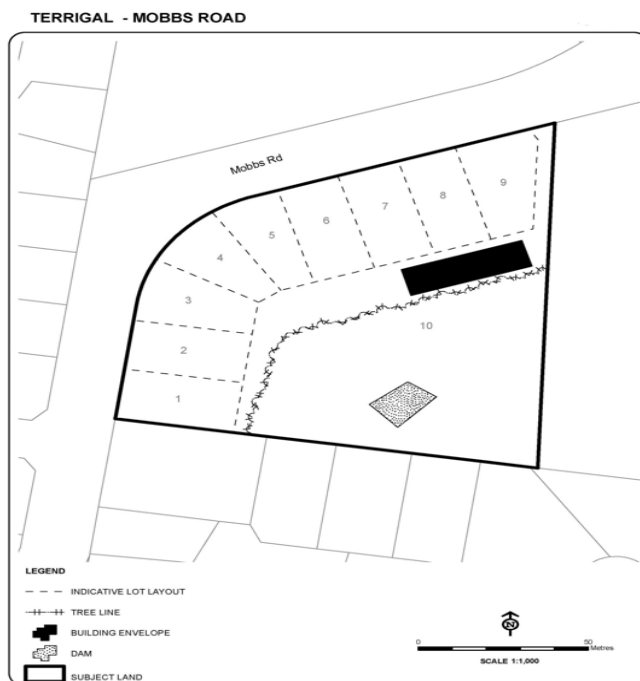 TERRIGAL - MOBBS ROAD
Mobbs Rd
9
8
7
6
5
4
3
2
1
10
LEGEND
INDICATIVE LOT LAYOUT
TREE LINE
BUILDING ENVELOPE
DAM
SUBJECT LAND
N
0 50
Metres
SCALE 1:1,000